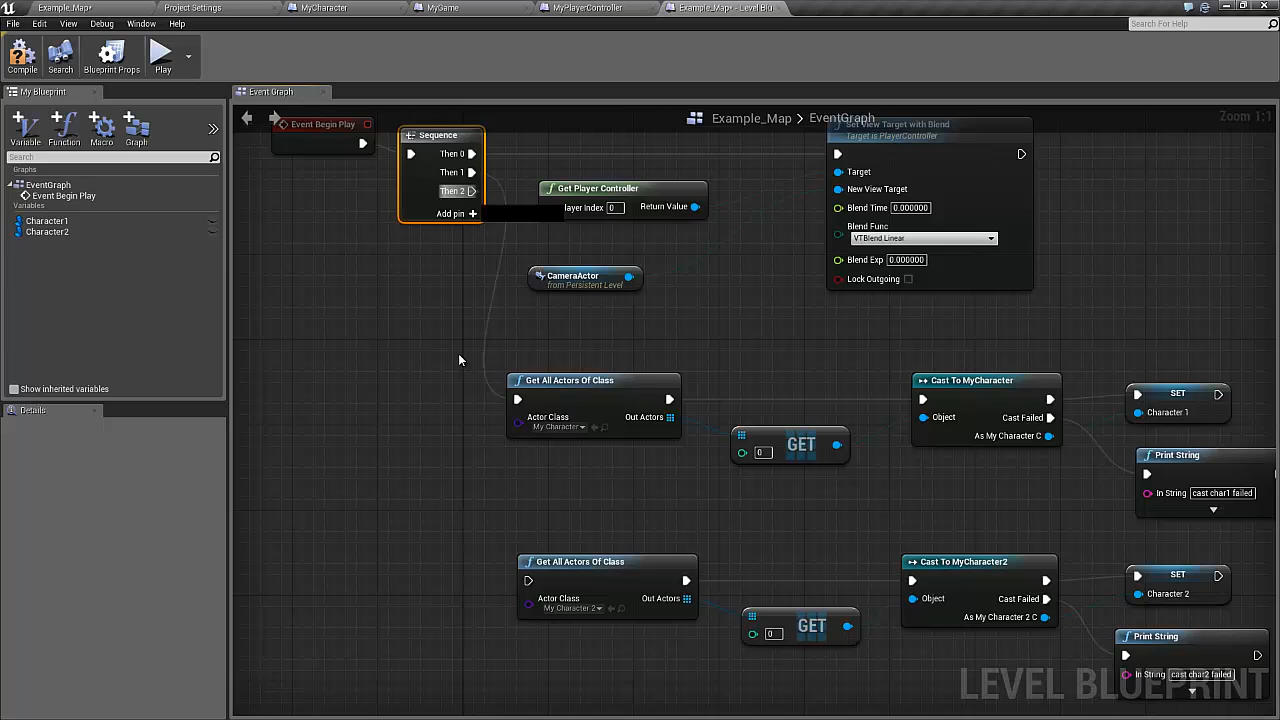 Example_Map*
Project Settings
MyCharacter
MyGame
MyPlayerController
Example_Map* - Level Blu
File
Edit
View
Debug
Window
Help
Search For Help
Compile
Search
Blueprint Props
Play
My Blueprint
Variable
Function
Macro
Graph
Search
Graphs
EventGraph
Event Begin Play
Variables
Character1
Character2
Show inherited variables
Details
Event Graph
Example_Map > EventGraph
Zoom 1:1
Event Begin Play
Sequence
Then 0
Then 1
Then 2
Add pin
Get Player Controller
layer Index 0
Return Value
CameraActor
from Persistent Level
Set View Target with Blend
Target is PlayerController
Target
New View Target
Blend Time 0.000000
Blend Func
VTBlend Linear
Blend Exp 0.000000
Lock Outgoing
Get All Actors Of Class
Actor Class
My Character
Out Actors
0
GET
Cast To MyCharacter
Object
Cast Failed
As My Character C
SET
Character 1
Print String
In String cast char1 failed
Get All Actors Of Class
Actor Class
My Character 2
Out Actors
0
GET
Cast To MyCharacter2
Object
Cast Failed
As My Character 2 C
SET
Character 2
Print String
In String cast char2 failed
LEVEL BLUEPRINT